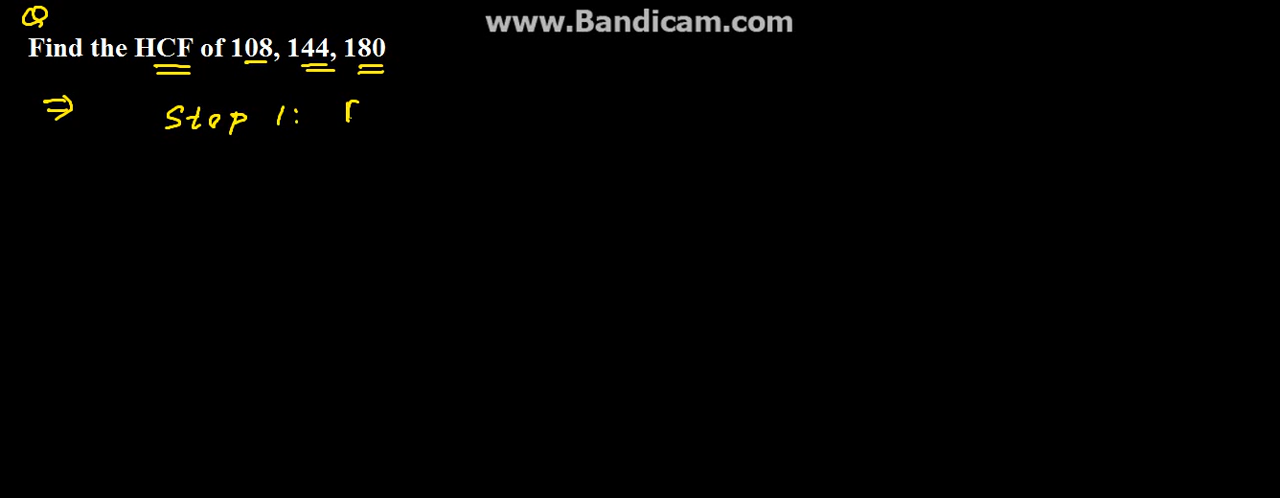 www.Bandicam.com
Q
Find the HCF of 108, 144, 180
⇒ Step 1: